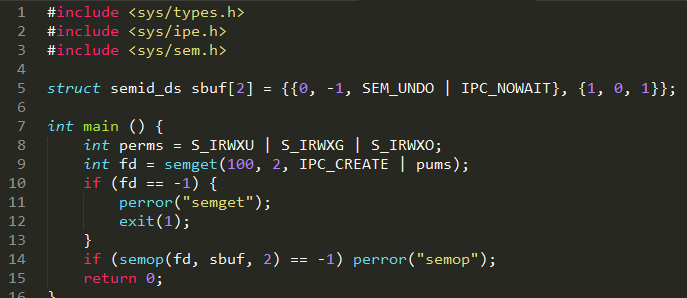 1 #include <sys/types.h>
2 #include <sys/ipe.h>
3 #include <sys/sem.h>
4
5 struct semid_ds sbuf[2] = {{0, -1, SEM_UNDO | IPC_NOWAIT}, {1, 0, 1}};
6
7 int main () {
8     int perms = S_IRWXU | S_IRWXG | S_IRWXO;
9     int fd = semget(100, 2, IPC_CREATE | pums);
10     if (fd == -1) {
11         perror("semget");
12         exit(1);
13     }
14     if (semop(fd, sbuf, 2) == -1) perror("semop");
15     return 0;
16 }